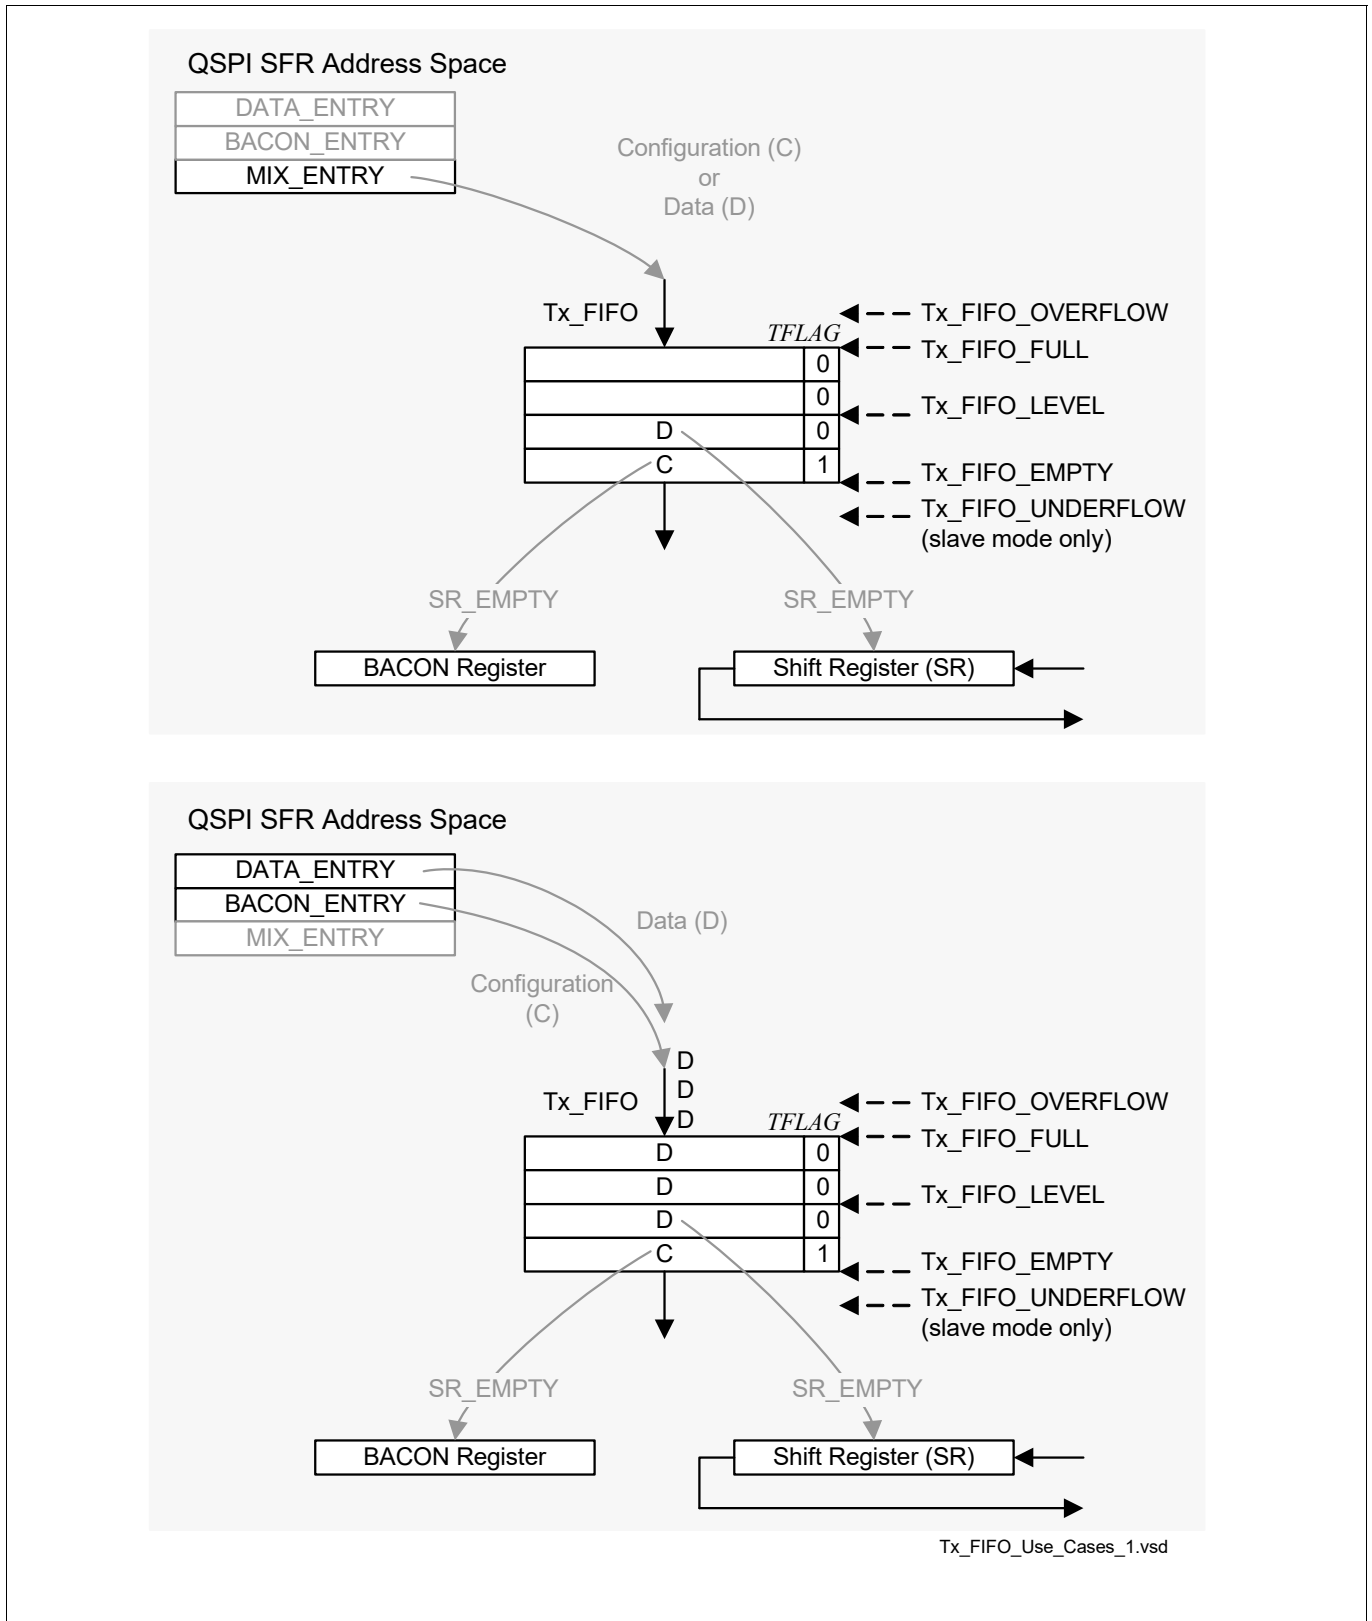 QSPI SFR Address Space
DATA_ENTRY
BACON_ENTRY
MIX_ENTRY
Configuration (C)
or
Data (D)
Tx_FIFO
TFLAG
Tx_FIFO_OVERFLOW
Tx_FIFO_FULL
0
0
Tx_FIFO_LEVEL
D
0
C
1
Tx_FIFO_EMPTY
Tx_FIFO_UNDERFLOW
(slave mode only)
SR_EMPTY
SR_EMPTY
BACON Register
Shift Register (SR)
QSPI SFR Address Space
DATA_ENTRY
BACON_ENTRY
MIX_ENTRY
Data (D)
Configuration
(C)
D
D
D
Tx_FIFO
TFLAG
Tx_FIFO_OVERFLOW
Tx_FIFO_FULL
D
0
D
0
Tx_FIFO_LEVEL
D
0
C
1
Tx_FIFO_EMPTY
Tx_FIFO_UNDERFLOW
(slave mode only)
SR_EMPTY
SR_EMPTY
BACON Register
Shift Register (SR)
Tx_FIFO_Use_Cases_1.vsd